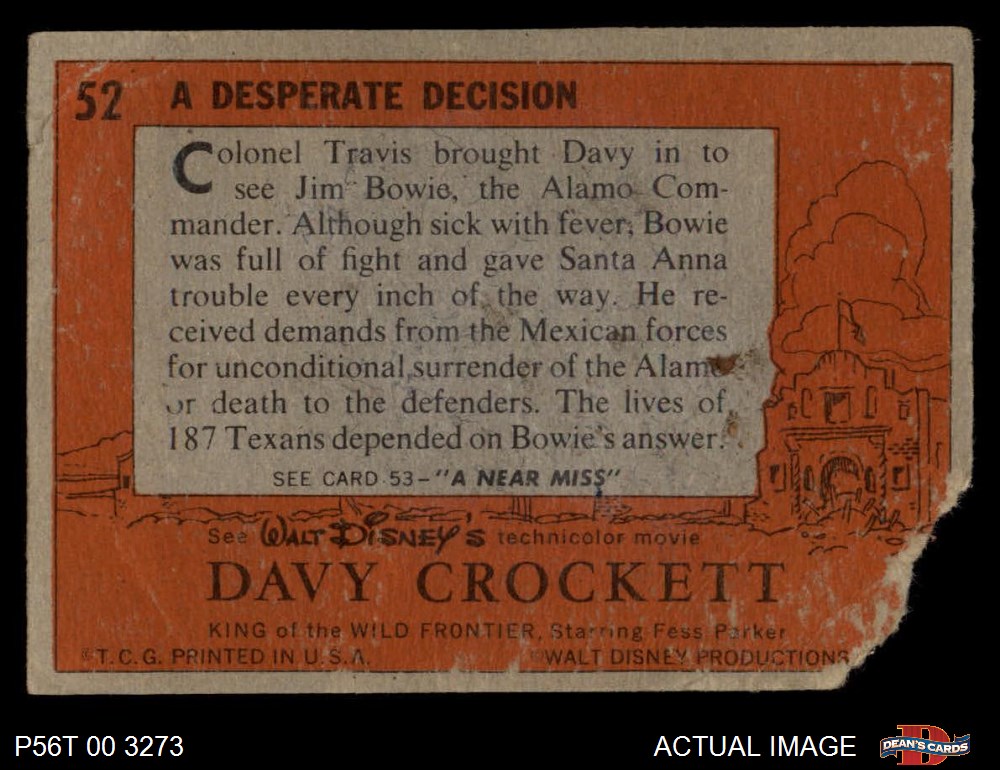 52 A DESPERATE DECISION
Colonel Travis brought Davy in to
see Jim Bowie, the Alamo Com-
mander. Although sick with fever, Bowie
was full of fight and gave Santa Anna
trouble every inch of the way. He re-
ceived demands from the Mexican forces
for unconditional surrender of the Alamo
or death to the defenders. The lives of
187 Texans depended on Bowie's answer.
SEE CARD 53-"A NEAR MISS"
See WALT DISNEY'S technicolor movie
DAVY CROCKETT
KING of the WILD FRONTIER, Starring Fess Parker
©T.C.G. PRINTED IN U.S.A. ©WALT DISNEY PRODUCTIONS
P56T 00 3273 ACTUAL IMAGE DEAN'S CARDS